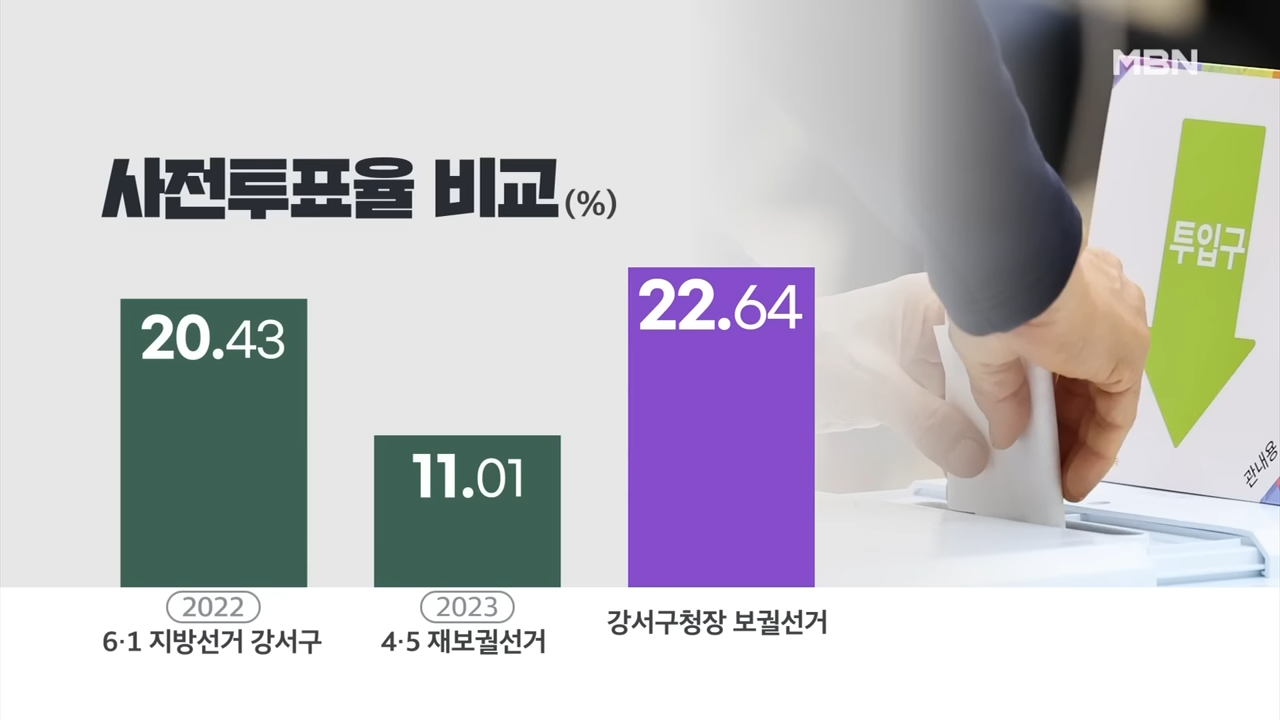 MBN
사전투표율 비교(%)
투입구
20.43
11.01
22.64
관내용
2022
6·1 지방선거 강서구
2023
4·5 재보궐선거
강서구청장 보궐선거